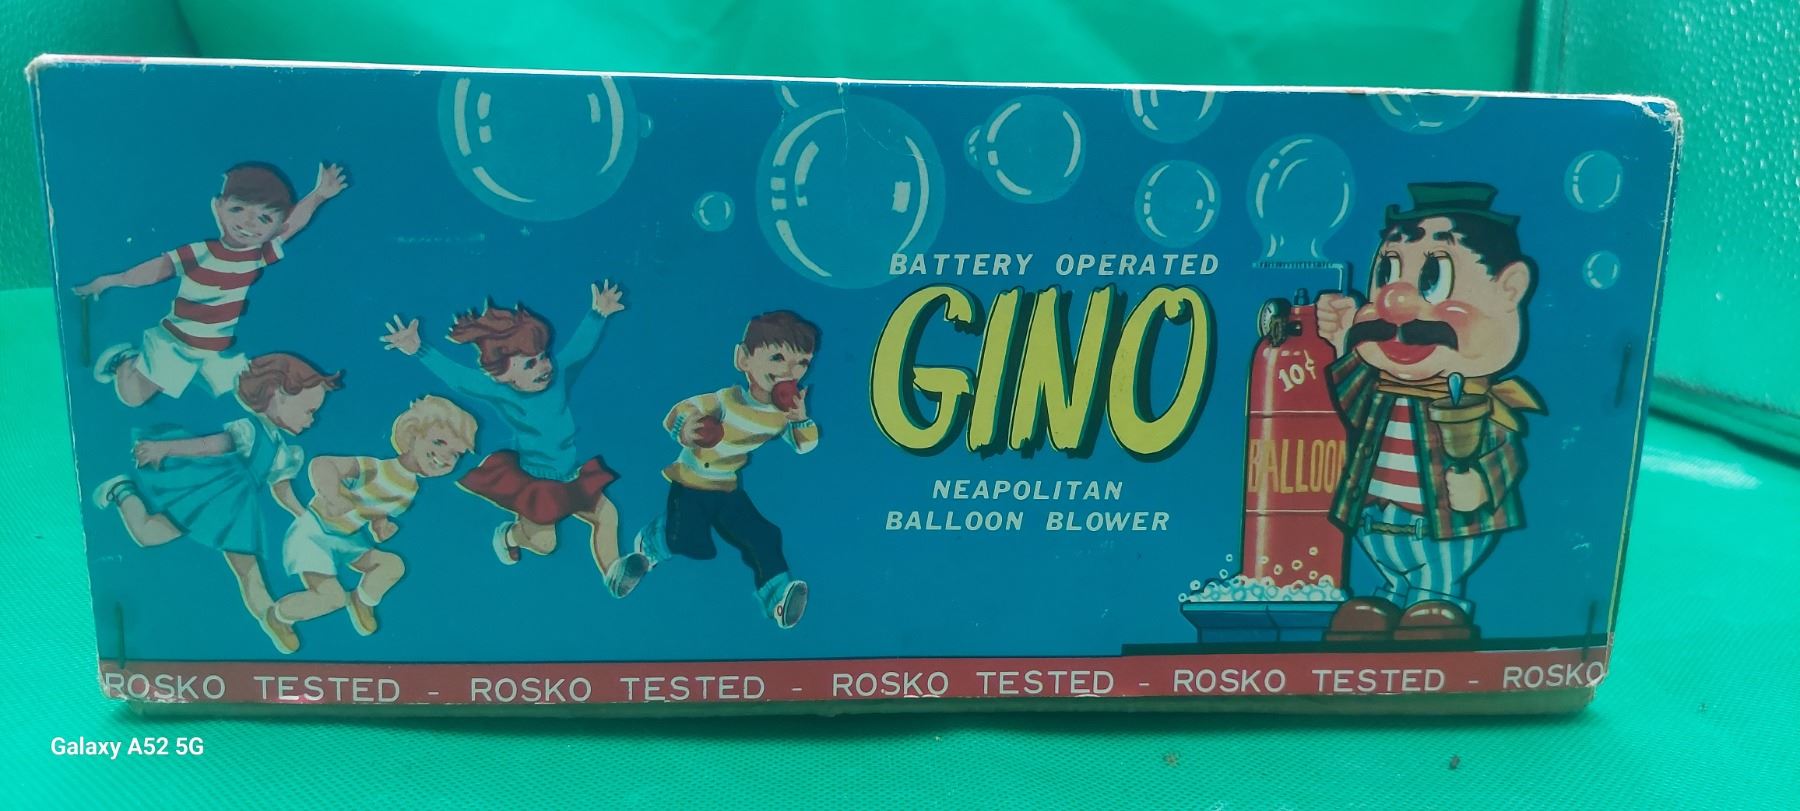 BATTERY OPERATED
GINO
NEAPOLITAN
BALLOON BLOWER
10¢
BALLOON
ROSKO TESTED - ROSKO TESTED - ROSKO TESTED - ROSKO TESTED - ROSKO
Galaxy A52 5G